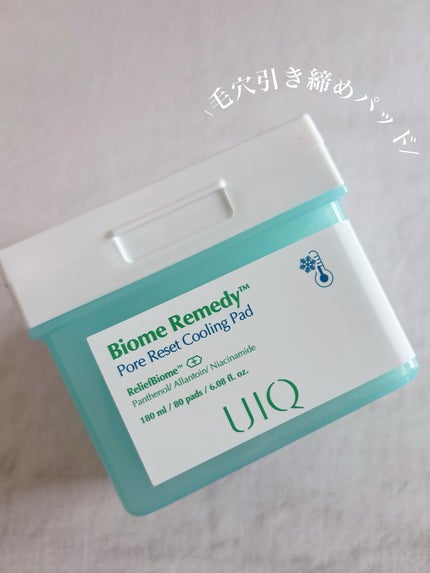 \毛穴引き締めパッド/
Biome Remedy™
Pore Reset Cooling Pad
ReliefBiome™
Panthenol/ Allantoin/ Niacinamide
180 ml / 80 pads / 6.08 fl. oz.
UIQ